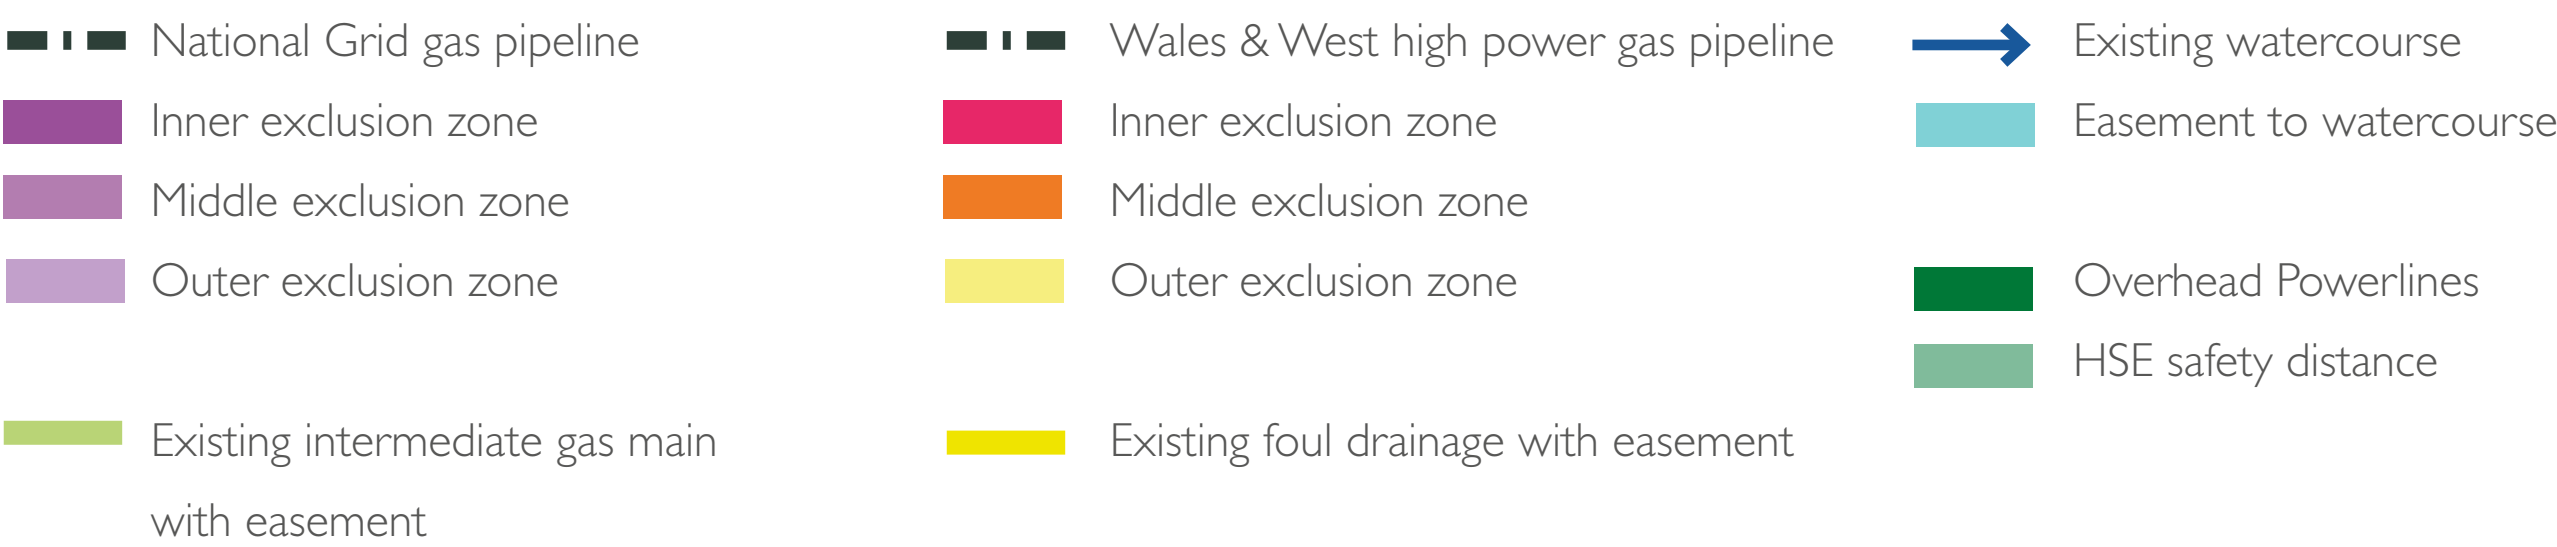 National Grid gas pipeline
Inner exclusion zone
Middle exclusion zone
Outer exclusion zone
Existing intermediate gas main
with easement
Wales & West high power gas pipeline
Inner exclusion zone
Middle exclusion zone
Outer exclusion zone
Existing foul drainage with easement
Existing watercourse
Easement to watercourse
Overhead Powerlines
HSE safety distance